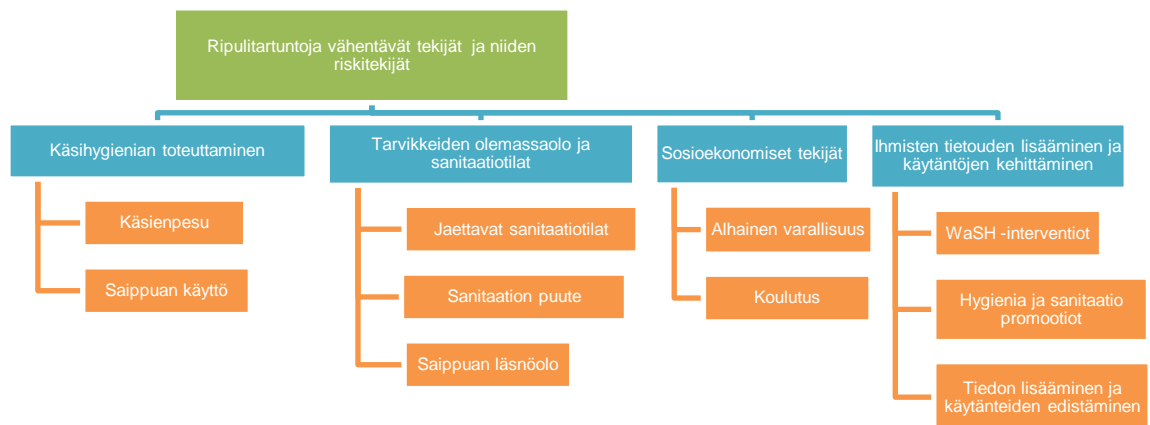 Ripulitartuntoja vähentävät tekijät ja niiden
riskitekijät
Käsihygienian toteuttaminen
Käsienpesu
Saippuan käyttö
Tarvikkeiden olemassaolo ja
sanitaatiotilat
Jaettavat sanitaatiotilat
Sanitaation puute
Saippuan läsnöolo
Sosioekonomiset tekijät
Alhainen varallisuus
Koulutus
Ihmisten tietouden lisääminen ja
käytäntöjen kehittäminen
WaSH -interventiot
Hygienia ja sanitaatio
promootiot
Tiedon lisääminen ja
käytänteiden edistäminen